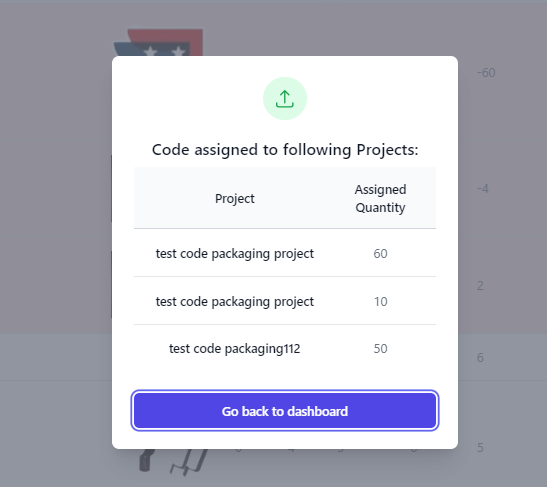 -60
Code assigned to following Projects:
-4
Project Assigned Quantity
test code packaging project 60
2
test code packaging project 10
test code packaging112 50
6
Go back to dashboard
5